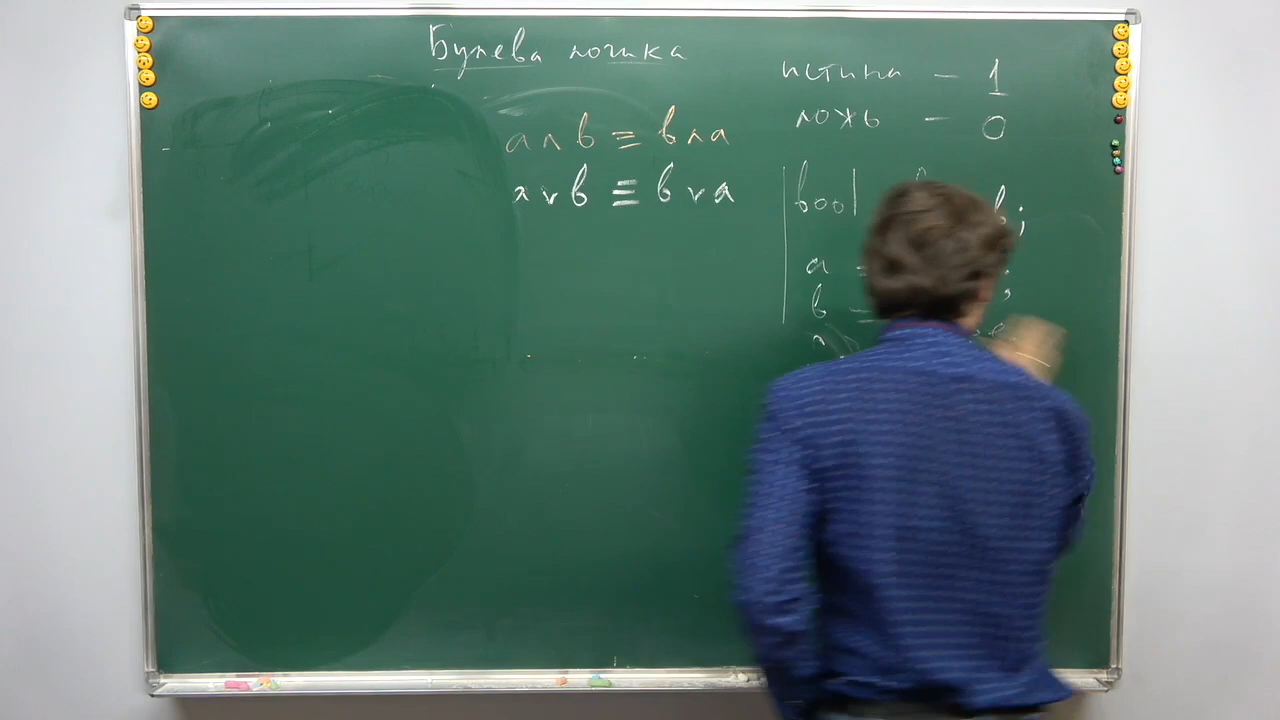 Булева логика
a ∧ b ≡ b ∧ a
a ∨ b ≡ b ∨ a
истина – 1
ложь – 0
bool b;
a =
b =